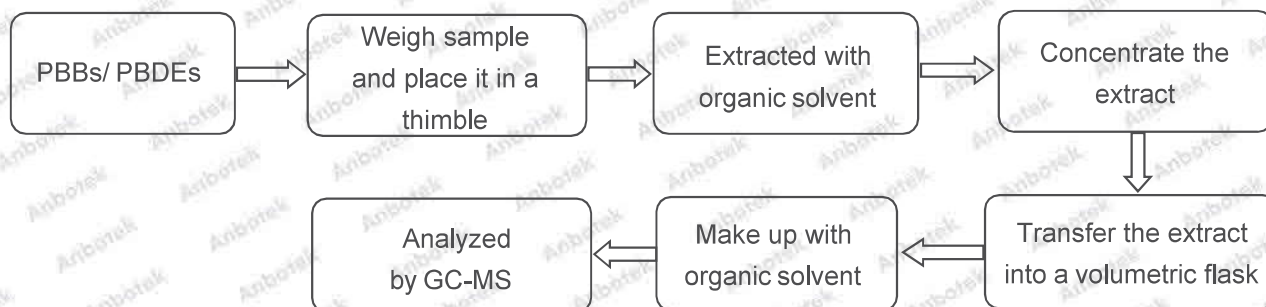 PBBs/ PBDEs
Weigh sample
and place it in a
thimble
Extracted with
organic solvent
Concentrate the
extract
Transfer the extract
into a volumetric flask
Make up with
organic solvent
Analyzed
by GC-MS
Anbotek